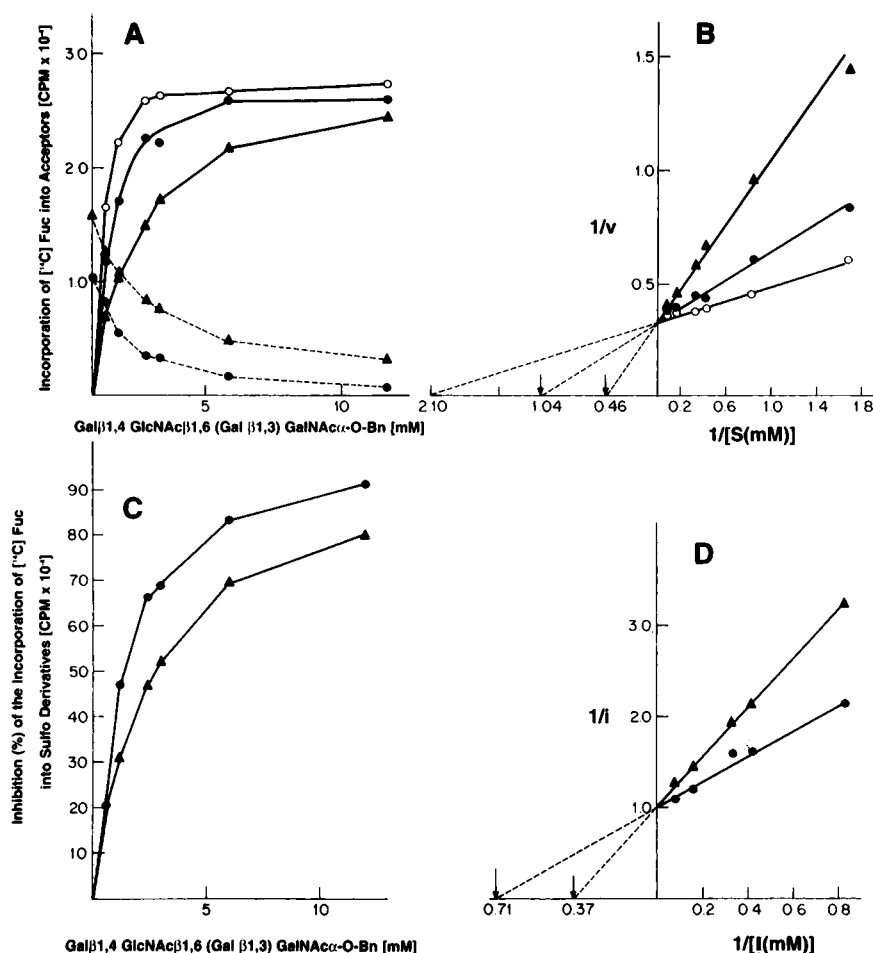 A
Incorporation of [¹⁴C] Fuc into Acceptors [CPM x 10⁻⁴]
3.0
2.0
1.0
5
10
Galβ1,4 GlcNAcβ1,6 (Gal β1,3) GalNAcα-O-Bn [mM]
B
1/v
1.5
1.0
0.5
2.10
1.04
0.46
0.2
0.6
1.0
1.4
1.8
1/[S(mM)]
C
Inhibition (%) of the Incorporation of [¹⁴C] Fuc
into Sulfo Derivatives [CPM x 10⁻⁴]
90
80
70
60
50
40
30
20
10
5
10
Galβ1,4 GlcNAcβ1,6 (Gal β1,3) GalNAcα-O-Bn [mM]
D
1/i
3.0
2.0
1.0
0.71
0.37
0.2
0.4
0.6
0.8
1/[I(mM)]